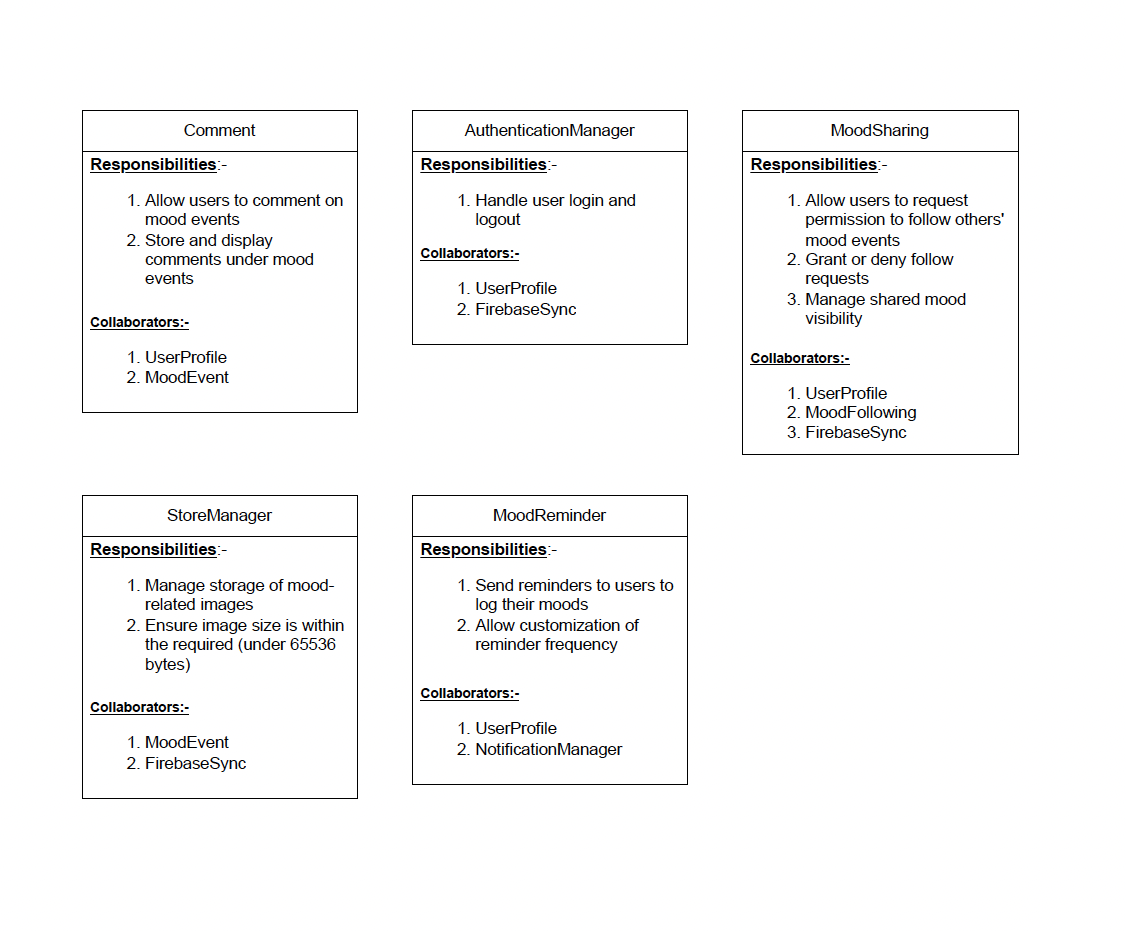 Comment
Responsibilities:-
1. Allow users to comment on
mood events
2. Store and display
comments under mood
events
Collaborators:-
1. UserProfile
2. MoodEvent
AuthenticationManager
Responsibilities:-
1. Handle user login and
logout
Collaborators:-
1. UserProfile
2. FirebaseSync
MoodSharing
Responsibilities:-
1. Allow users to request
permission to follow others'
mood events
2. Grant or deny follow
requests
3. Manage shared mood
visibility
Collaborators:-
1. UserProfile
2. MoodFollowing
3. FirebaseSync
StoreManager
Responsibilities:-
1. Manage storage of mood-
related images
2. Ensure image size is within
the required (under 65536
bytes)
Collaborators:-
1. MoodEvent
2. FirebaseSync
MoodReminder
Responsibilities:-
1. Send reminders to users to
log their moods
2. Allow customization of
reminder frequency
Collaborators:-
1. UserProfile
2. NotificationManager